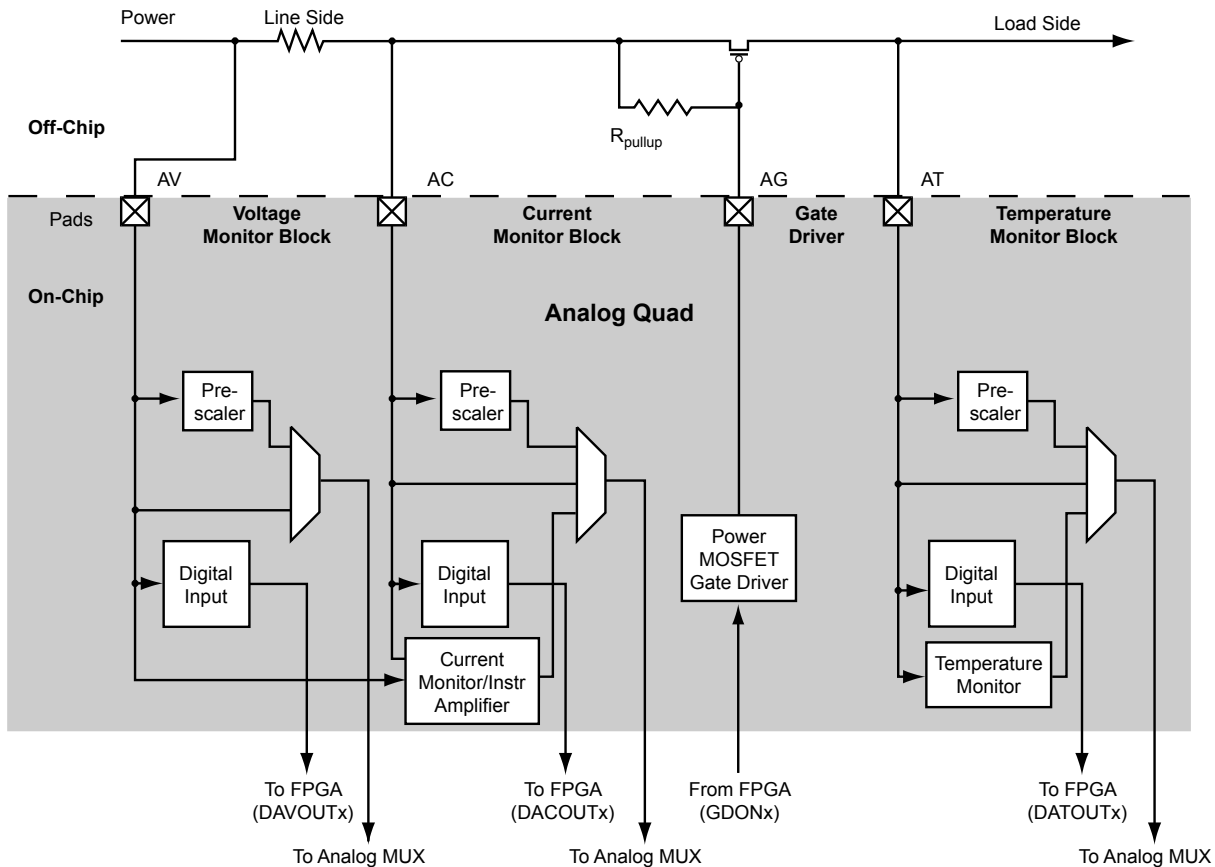 Power
Line Side
Load Side
Off-Chip
Rpullup
AV
AC
AG
AT
Pads
Voltage
Monitor Block
Current
Monitor Block
Gate
Driver
Temperature
Monitor Block
On-Chip
Analog Quad
Pre-
scaler
Pre-
scaler
Pre-
scaler
Power
MOSFET
Gate Driver
Digital
Input
Digital
Input
Digital
Input
Current
Monitor/Instr
Amplifier
Temperature
Monitor
To FPGA
(DAVOUTx)
To FPGA
(DACOUTx)
From FPGA
(GDONx)
To FPGA
(DATOUTx)
To Analog MUX
To Analog MUX
To Analog MUX